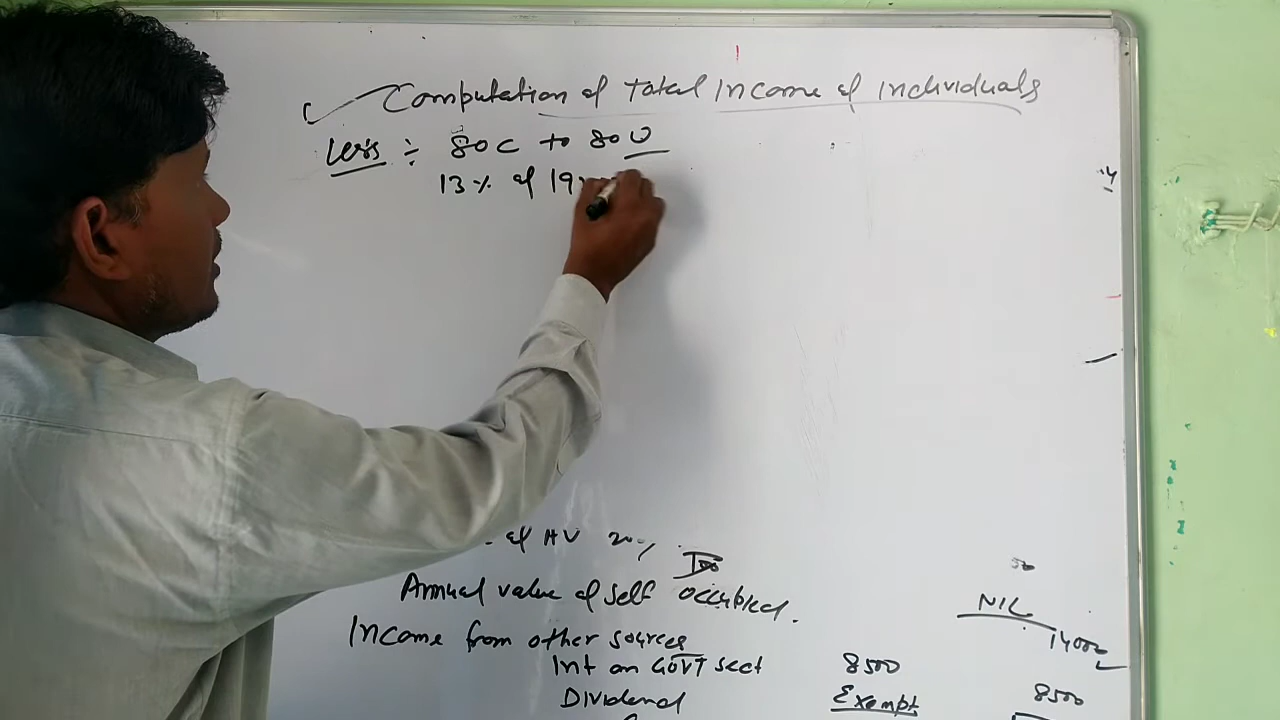 Computation of total Income of individuals
Less ÷ 80C to 80U
13% of 19
of AV 20%
Annual value of self occupied.
NIL
14000
Income from other sources
Int on GOVT sect 8500
Dividend Exempt 8500